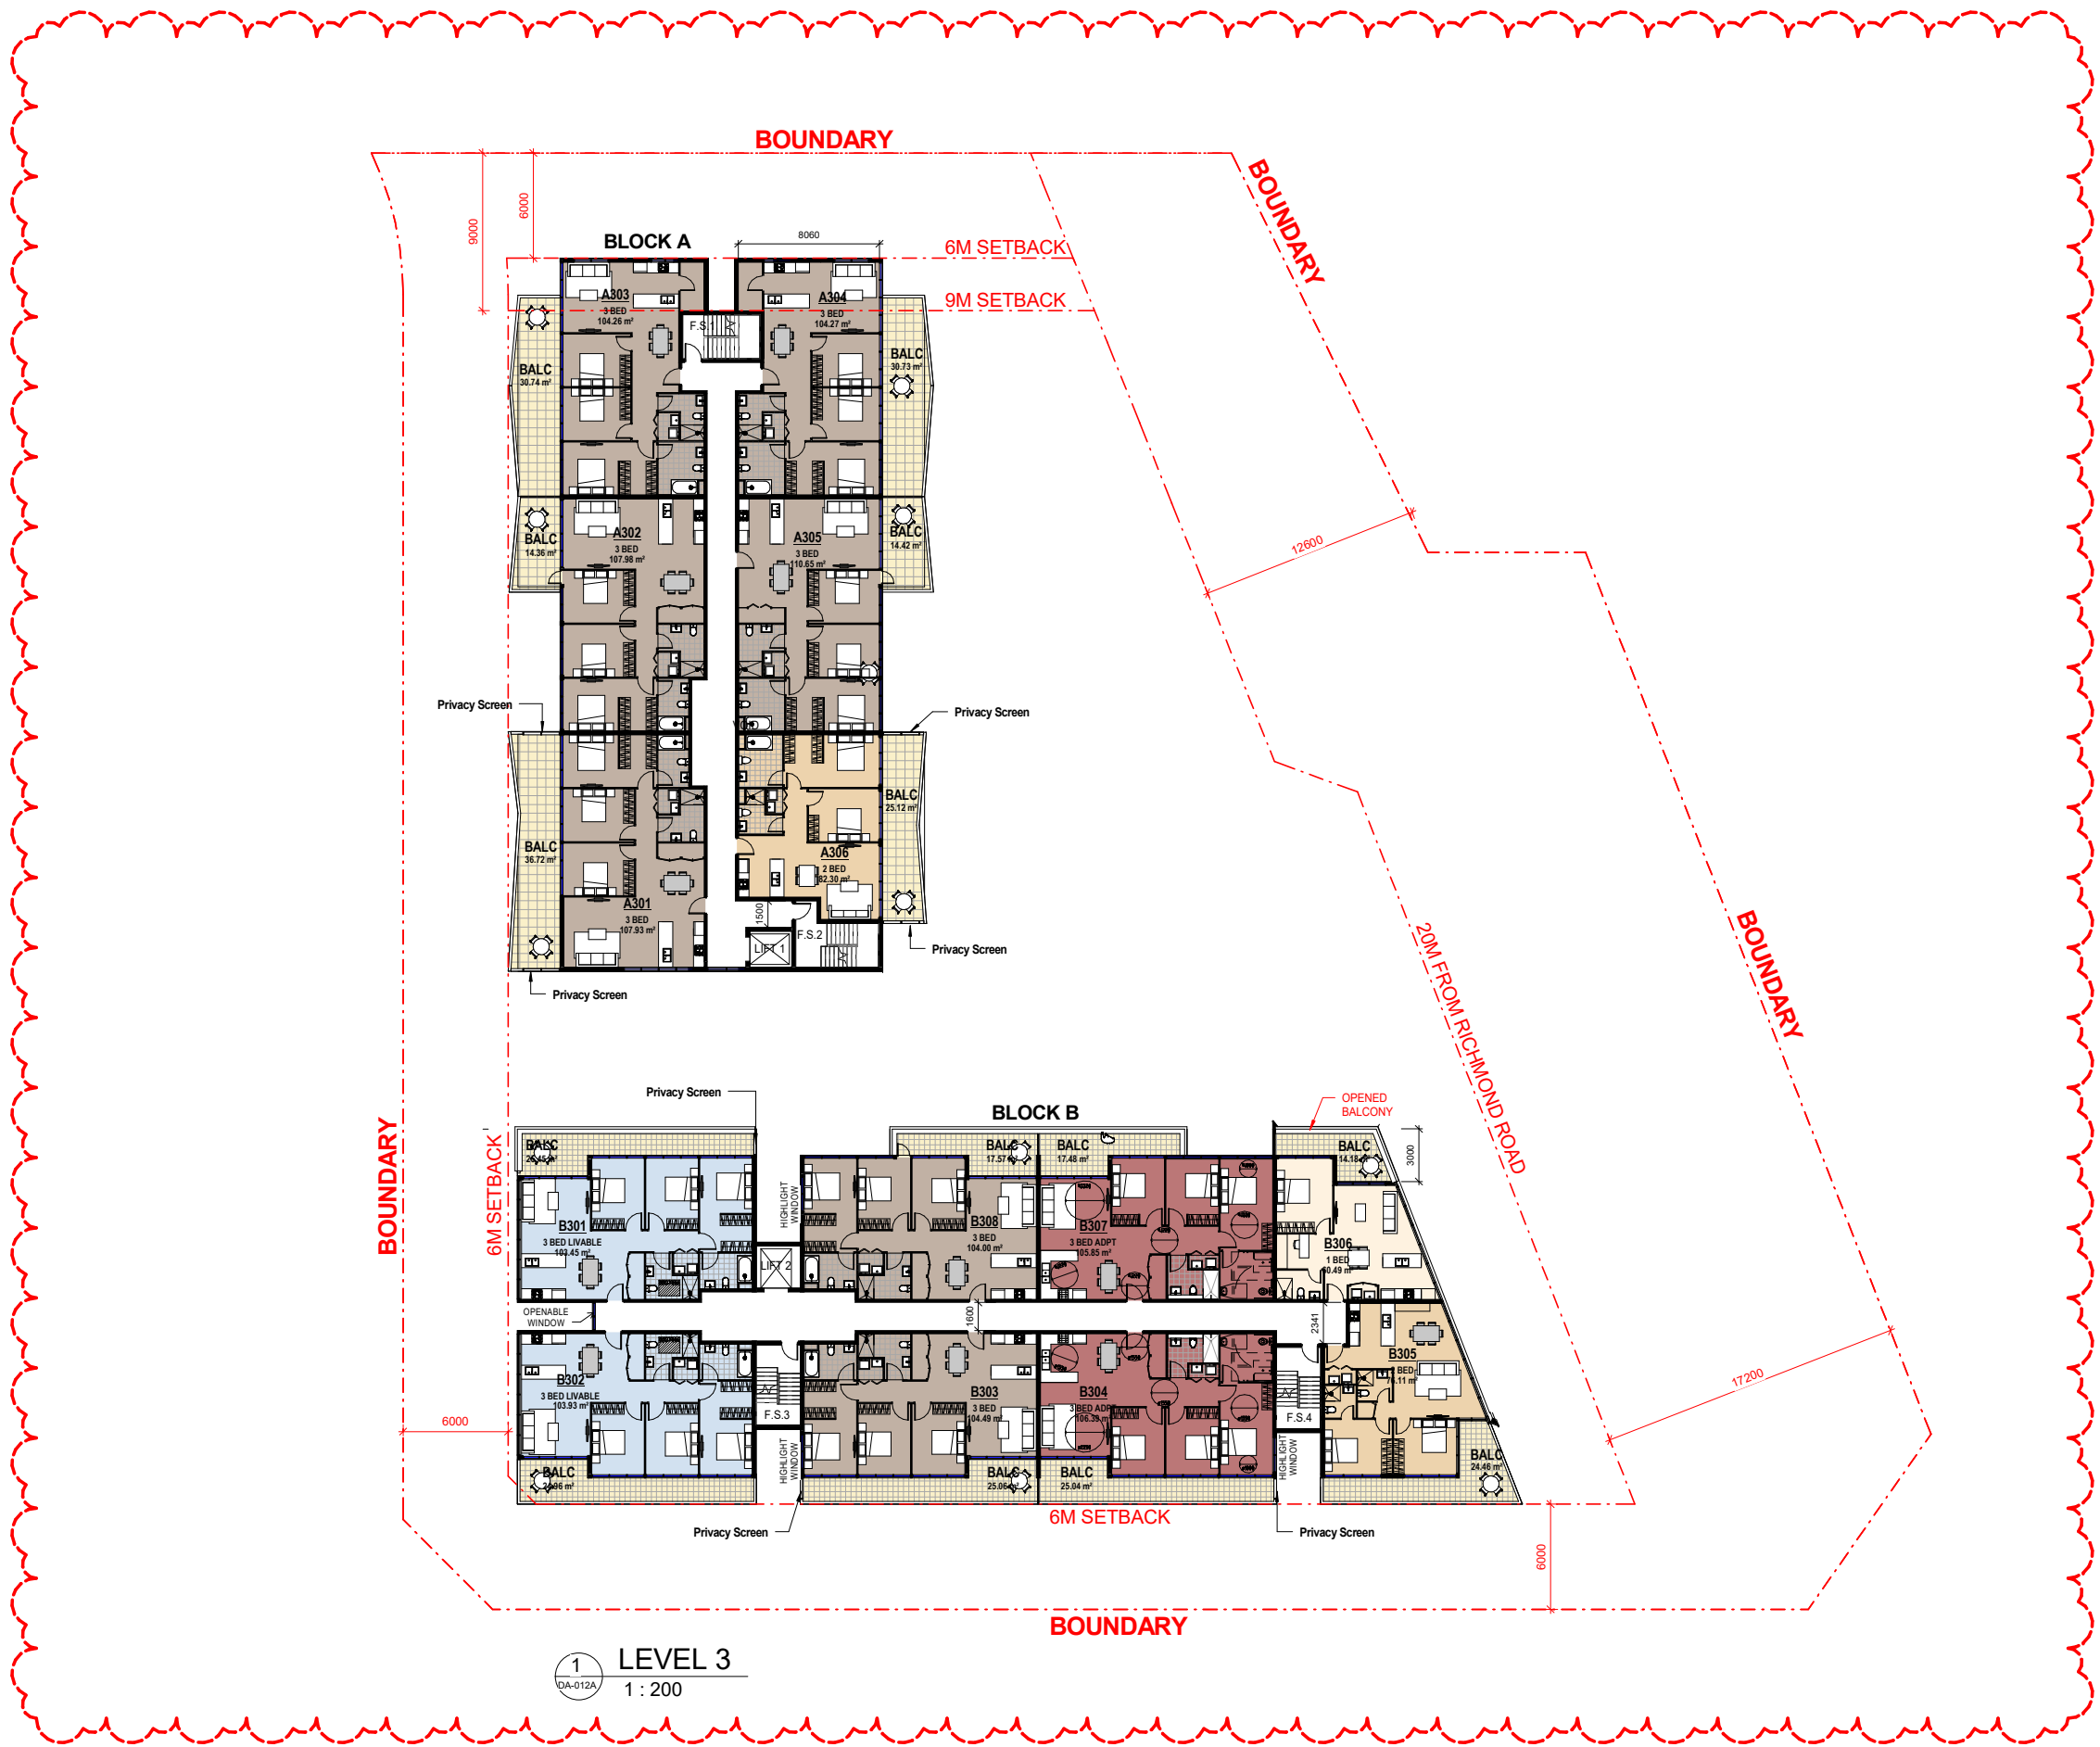 BOUNDARY
BOUNDARY
9000
6000
BLOCK A
8060
6M SETBACK
9M SETBACK
A303
3 BED
104.26 m²
F.S.1
A304
3 BED
104.27 m²
BALC
30.74 m²
BALC
30.73 m²
A302
3 BED
107.98 m²
BALC
14.36 m²
A305
3 BED
110.65 m²
BALC
14.42 m²
12600
Privacy Screen
Privacy Screen
BALC
36.72 m²
A301
3 BED
107.93 m²
BALC
25.12 m²
A306
2 BED
82.30 m²
1500
LIFT 1
F.S.2
Privacy Screen
Privacy Screen
20M FROM RICHMOND ROAD
BOUNDARY
BOUNDARY
6M SETBACK
Privacy Screen
BLOCK B
OPENED
BALCONY
3000
BALC
BALC
17.57 m²
BALC
17.48 m²
BALC
14.18 m²
HIGHLIGHT
WINDOW
B301
3 BED LIVABLE
103.45 m²
LIFT 2
B308
3 BED
104.00 m²
B307
3 BED ADPT
105.85 m²
B306
1 BED
OPENABLE
WINDOW
1600
2341
B302
3 BED LIVABLE
103.93 m²
F.S.3
B303
3 BED
104.49 m²
B304
3 BED ADPT
106.39 m²
F.S.4
B305
2 BED
HIGHLIGHT
WINDOW
HIGHLIGHT
WINDOW
BALC
BALC
25.06 m²
BALC
25.04 m²
BALC
24.46 m²
6000
17200
Privacy Screen
6M SETBACK
Privacy Screen
6000
BOUNDARY
1
DA-012A
LEVEL 3
1 : 200